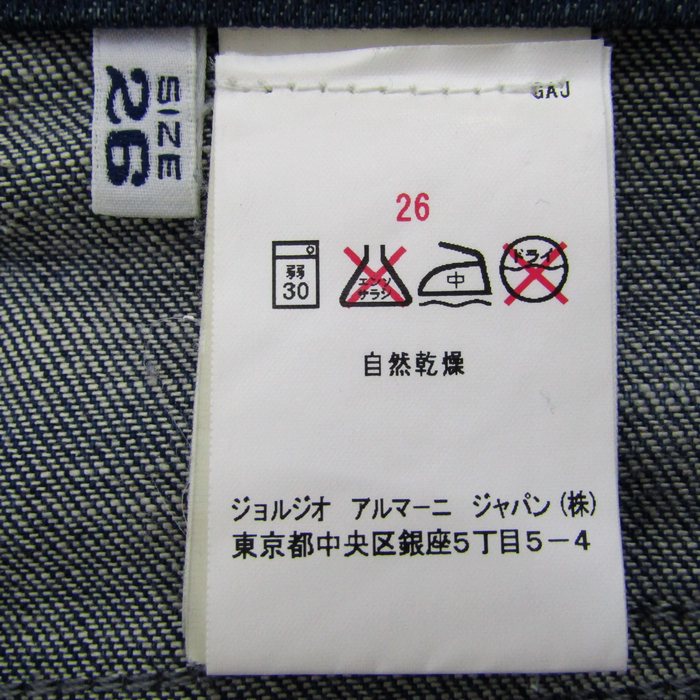 SIZE
26
GAJ
26
弱
30
エンソ
サラシ
中
ドライ
自然乾燥
ジョルジオ アルマーニ ジャパン(株)
東京都中央区銀座5丁目5-4